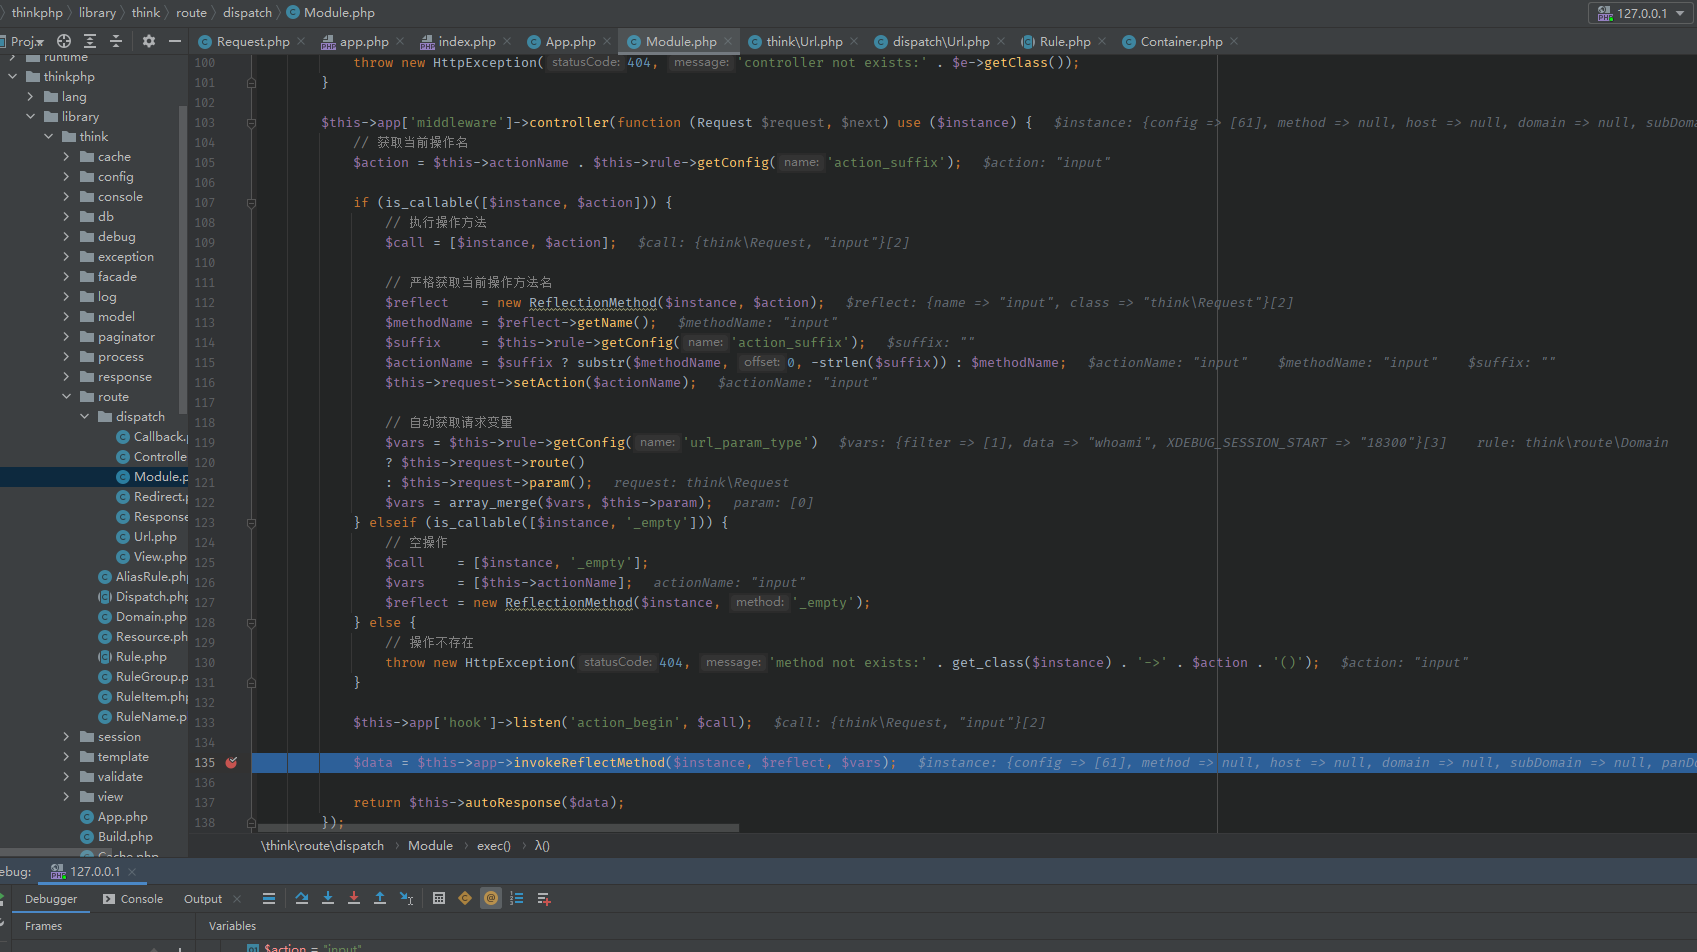 thinkphp › library › think › route › dispatch › Module.php
127.0.0.1
Proj.
Request.php × app.php × index.php × App.php × Module.php × think\Url.php × dispatch\Url.php × Rule.php × Container.php ×
runtime
thinkphp
lang
library
think
cache
config
console
db
debug
exception
facade
log
model
paginator
process
response
route
dispatch
Callback.
Controlle
Module.p
Redirect.
Response
Url.php
View.php
AliasRule.php
Dispatch.php
Domain.php
Resource.ph
Rule.php
RuleGroup.p
RuleItem.php
RuleName.p
session
template
validate
view
App.php
Build.php
Cache.php
100 throw new HttpException( statusCode: 404, message: 'controller not exists:' . $e->getClass());
101 }
102
103 $this->app['middleware']->controller(function (Request $request, $next) use ($instance) { $instance: {config => [61], method => null, host => null, domain => null, subDoma
104 // 获取当前操作名
105 $action = $this->actionName . $this->rule->getConfig( name: 'action_suffix'); $action: "input"
106
107 if (is_callable([$instance, $action])) {
108 // 执行操作方法
109 $call = [$instance, $action]; $call: {think\Request, "input"}[2]
110
111 // 严格获取当前操作方法名
112 $reflect = new ReflectionMethod($instance, $action); $reflect: {name => "input", class => "think\Request"}[2]
113 $methodName = $reflect->getName(); $methodName: "input"
114 $suffix = $this->rule->getConfig( name: 'action_suffix'); $suffix: ""
115 $actionName = $suffix ? substr($methodName, offset: 0, -strlen($suffix)) : $methodName; $actionName: "input" $methodName: "input" $suffix: ""
116 $this->request->setAction($actionName); $actionName: "input"
117
118 // 自动获取请求变量
119 $vars = $this->rule->getConfig( name: 'url_param_type') $vars: {filter => [1], data => "whoami", XDEBUG_SESSION_START => "18300"}[3] rule: think\route\Domain
120 ? $this->request->route()
121 : $this->request->param(); request: think\Request
122 $vars = array_merge($vars, $this->param); param: [0]
123 } elseif (is_callable([$instance, '_empty'])) {
124 // 空操作
125 $call = [$instance, '_empty'];
126 $vars = [$this->actionName]; actionName: "input"
127 $reflect = new ReflectionMethod($instance, method: '_empty');
128 } else {
129 // 操作不存在
130 throw new HttpException( statusCode: 404, message: 'method not exists:' . get_class($instance) . '->' . $action . '()'); $action: "input"
131 }
132
133 $this->app['hook']->listen('action_begin', $call); $call: {think\Request, "input"}[2]
134
135 $data = $this->app->invokeReflectMethod($instance, $reflect, $vars); $instance: {config => [61], method => null, host => null, domain => null, subDomain => null, panDo
136
137 return $this->autoResponse($data);
138 });
\think\route\dispatch › Module › exec() › λ()
ebug: 127.0.0.1 ×
Debugger Console Output ×
Frames Variables
$action = "input"